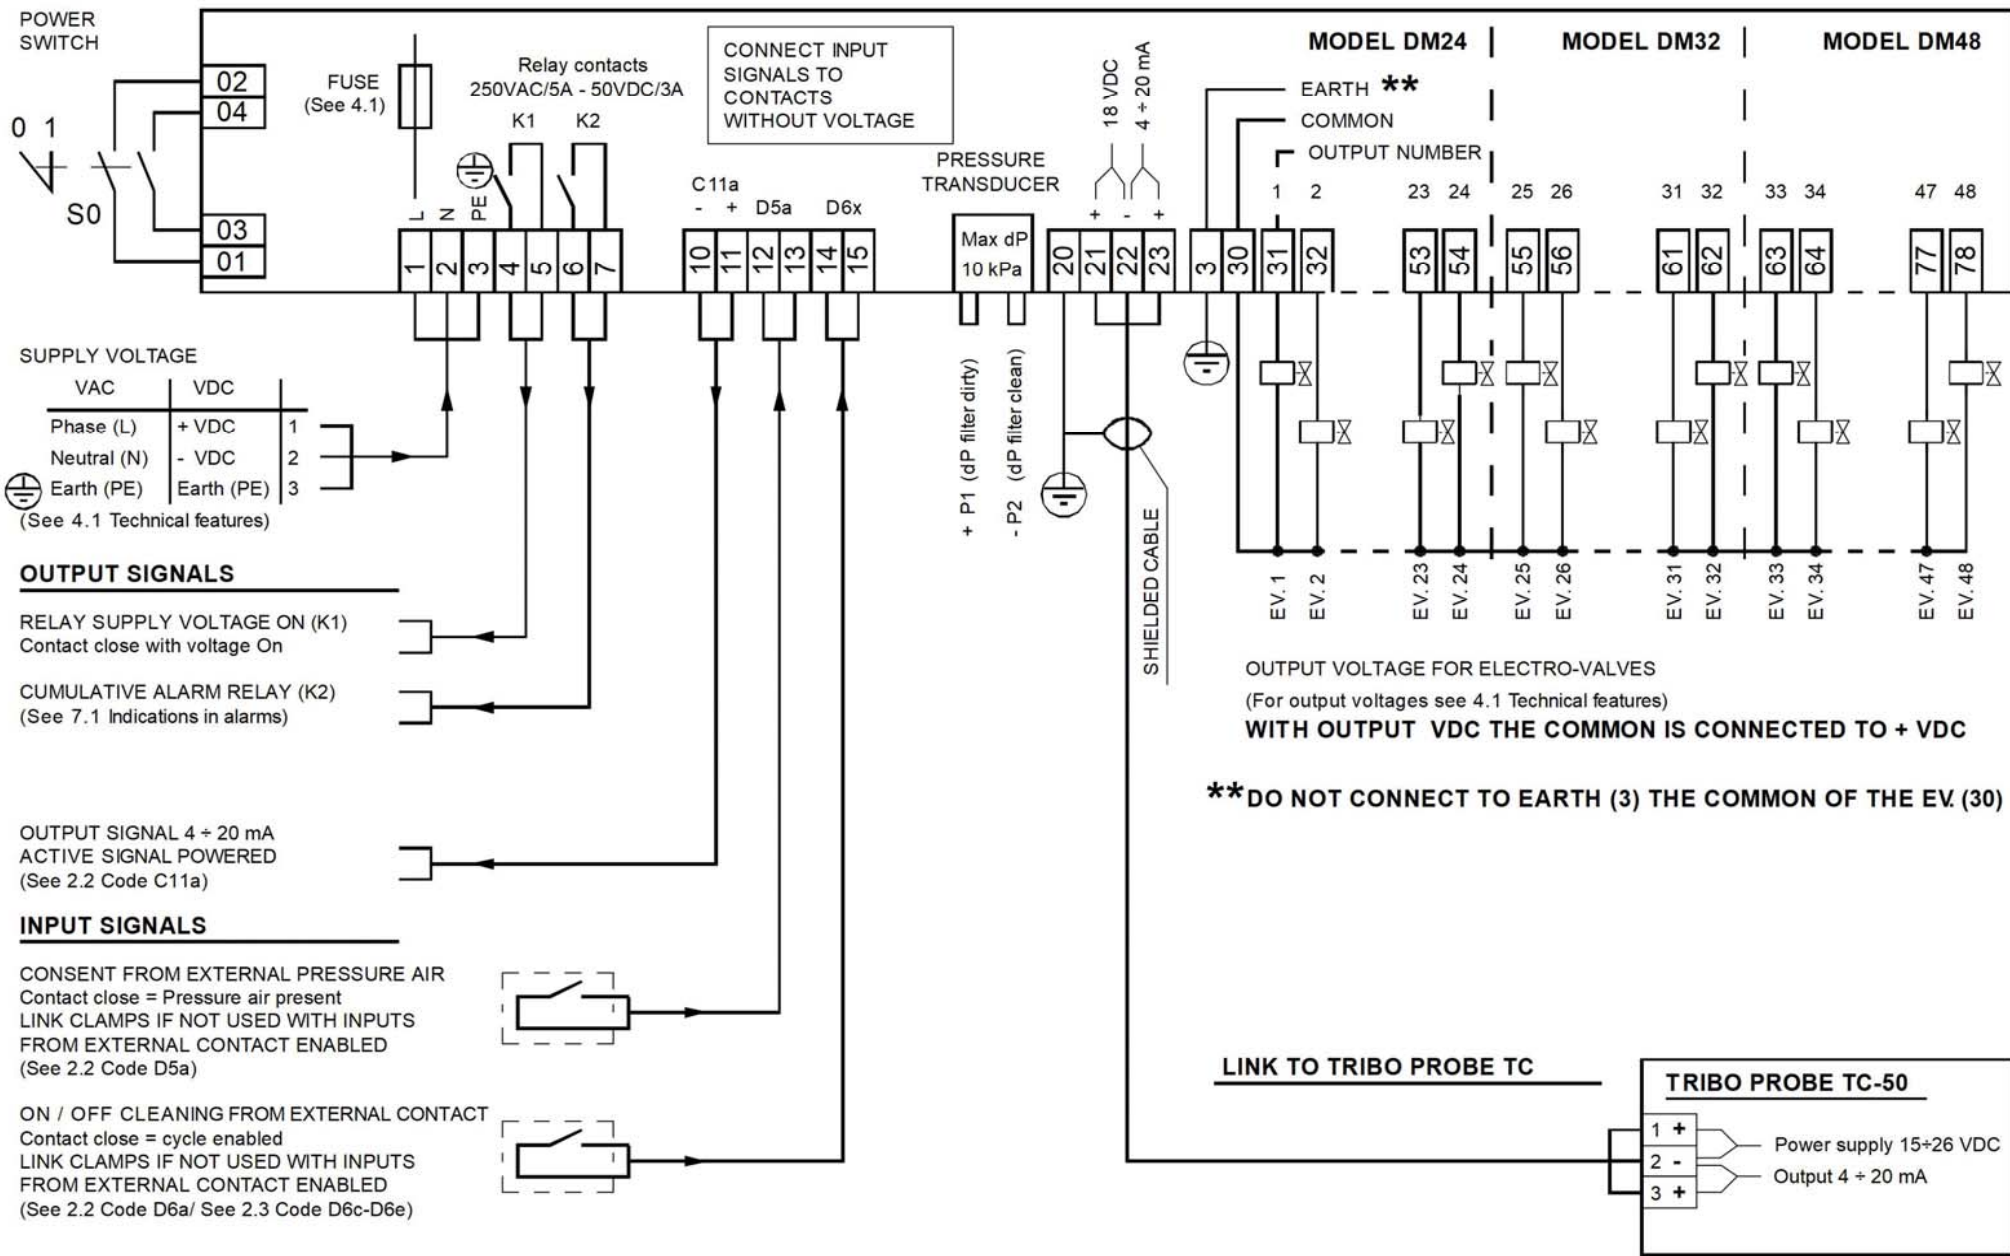 POWER
SWITCH
02
04
0 1
S0
03
01
FUSE
(See 4.1)
Relay contacts
250VAC/5A - 50VDC/3A
K1 K2
L N PE
1 2 3 4 5 6 7
CONNECT INPUT
SIGNALS TO
CONTACTS
WITHOUT VOLTAGE
C11a
- + D5a D6x
10 11 12 13 14 15
PRESSURE
TRANSDUCER
Max dP
10 kPa
+ P1 (dP filter dirty)
- P2 (dP filter clean)
18 VDC
4 ÷ 20 mA
+ - +
20 21 22 23
SHIELDED CABLE
MODEL DM24 MODEL DM32 MODEL DM48
EARTH **
COMMON
OUTPUT NUMBER
1 2 23 24 25 26 31 32 33 34 47 48
3 30 31 32 53 54 55 56 61 62 63 64 77 78
EV. 1 EV. 2 EV. 23 EV. 24 EV. 25 EV. 26 EV. 31 EV. 32 EV. 33 EV. 34 EV. 47 EV. 48
OUTPUT VOLTAGE FOR ELECTRO-VALVES
(For output voltages see 4.1 Technical features)
WITH OUTPUT VDC THE COMMON IS CONNECTED TO + VDC
**DO NOT CONNECT TO EARTH (3) THE COMMON OF THE EV. (30)
SUPPLY VOLTAGE
VAC VDC
Phase (L) + VDC 1
Neutral (N) - VDC 2
Earth (PE) Earth (PE) 3
(See 4.1 Technical features)
OUTPUT SIGNALS
RELAY SUPPLY VOLTAGE ON (K1)
Contact close with voltage On
CUMULATIVE ALARM RELAY (K2)
(See 7.1 Indications in alarms)
OUTPUT SIGNAL 4 ÷ 20 mA
ACTIVE SIGNAL POWERED
(See 2.2 Code C11a)
INPUT SIGNALS
CONSENT FROM EXTERNAL PRESSURE AIR
Contact close = Pressure air present
LINK CLAMPS IF NOT USED WITH INPUTS
FROM EXTERNAL CONTACT ENABLED
(See 2.2 Code D5a)
ON / OFF CLEANING FROM EXTERNAL CONTACT
Contact close = cycle enabled
LINK CLAMPS IF NOT USED WITH INPUTS
FROM EXTERNAL CONTACT ENABLED
(See 2.2 Code D6a/ See 2.3 Code D6c-D6e)
LINK TO TRIBO PROBE TC
TRIBO PROBE TC-50
1 +
2 -
3 +
Power supply 15÷26 VDC
Output 4 ÷ 20 mA